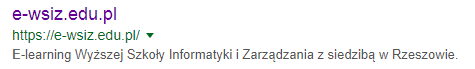 e-wsiz.edu.pl
https://e-wsiz.edu.pl/
E-learning Wyższej Szkoły Informatyki i Zarządzania z siedzibą w Rzeszowie.